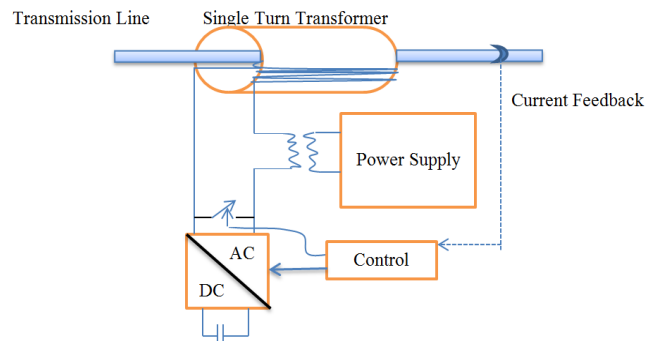 Transmission Line
Single Turn Transformer
Current Feedback
Power Supply
AC
Control
DC